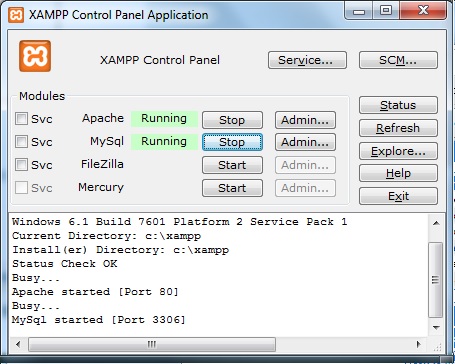 XAMPP Control Panel Application
XAMPP Control Panel
Service...
SCM...
Modules
Svc Apache Running Stop Admin...
Svc MySql Running Stop Admin...
Svc FileZilla Start Admin...
Svc Mercury Start Admin...
Status
Refresh
Explore...
Help
Exit
Windows 6.1 Build 7601 Platform 2 Service Pack 1
Current Directory: c:\xampp
Install(er) Directory: c:\xampp
Status Check OK
Busy...
Apache started [Port 80]
Busy...
MySql started [Port 3306]